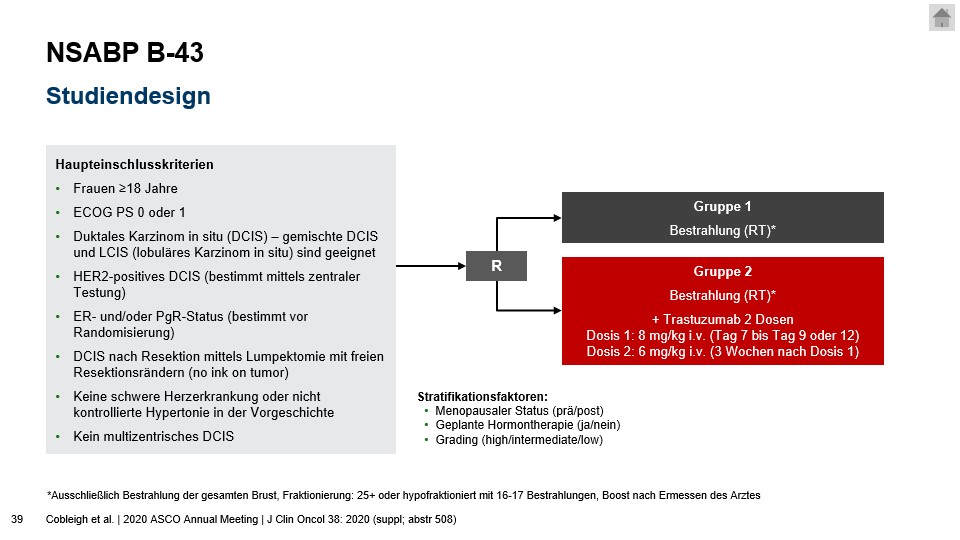 NSABP B-43
Studiendesign
Haupteinschlusskriterien
• Frauen ≥18 Jahre
• ECOG PS 0 oder 1
• Duktales Karzinom in situ (DCIS) – gemischte DCIS
und LCIS (lobuläres Karzinom in situ) sind geeignet
• HER2-positives DCIS (bestimmt mittels zentraler
Testung)
• ER- und/oder PgR-Status (bestimmt vor
Randomisierung)
• DCIS nach Resektion mittels Lumpektomie mit freien
Resektionsrändern (no ink on tumor)
• Keine schwere Herzerkrankung oder nicht
kontrollierte Hypertonie in der Vorgeschichte
• Kein multizentrisches DCIS
R
Gruppe 1
Bestrahlung (RT)*
Gruppe 2
Bestrahlung (RT)*
+ Trastuzumab 2 Dosen
Dosis 1: 8 mg/kg i.v. (Tag 7 bis Tag 9 oder 12)
Dosis 2: 6 mg/kg i.v. (3 Wochen nach Dosis 1)
Stratifikationsfaktoren:
• Menopausaler Status (prä/post)
• Geplante Hormontherapie (ja/nein)
• Grading (high/intermediate/low)
*Ausschließlich Bestrahlung der gesamten Brust, Fraktionierung: 25+ oder hypofraktioniert mit 16-17 Bestrahlungen, Boost nach Ermessen des Arztes
39 Cobleigh et al. | 2020 ASCO Annual Meeting | J Clin Oncol 38: 2020 (suppl; abstr 508)